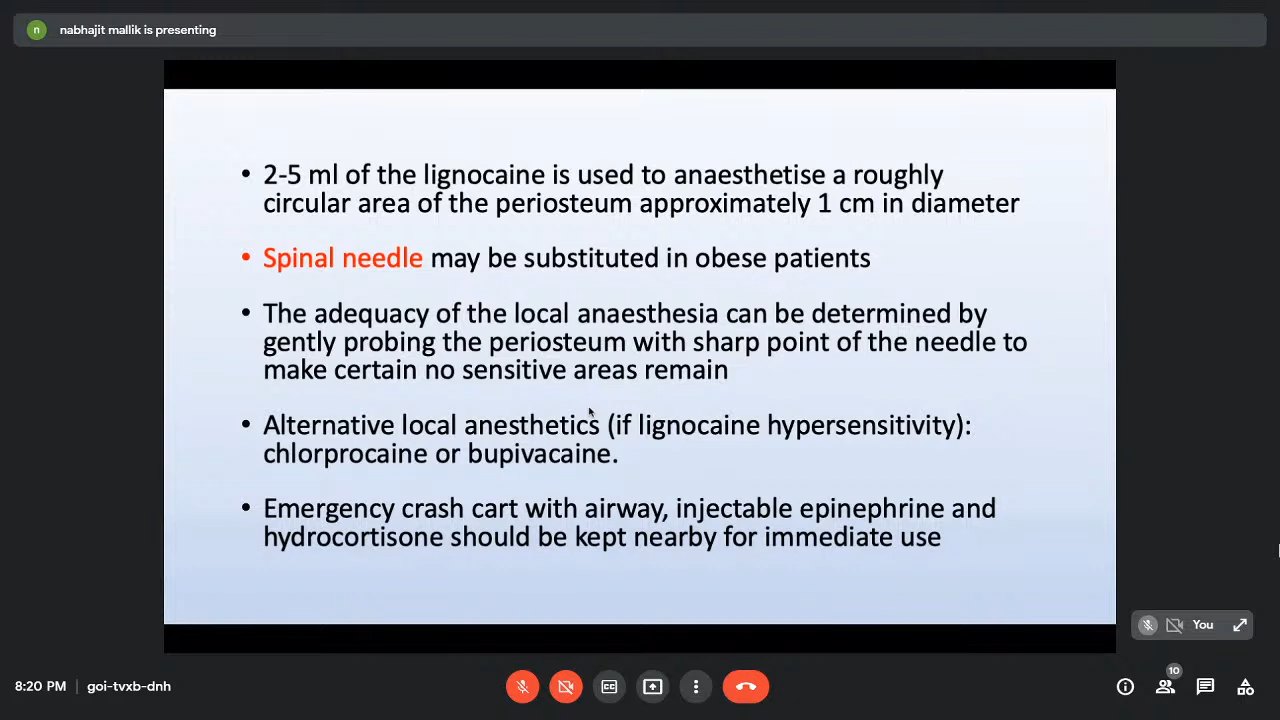 n nabhajit mallik is presenting
• 2-5 ml of the lignocaine is used to anaesthetise a roughly
circular area of the periosteum approximately 1 cm in diameter
• Spinal needle may be substituted in obese patients
• The adequacy of the local anaesthesia can be determined by
gently probing the periosteum with sharp point of the needle to
make certain no sensitive areas remain
• Alternative local anesthetics (if lignocaine hypersensitivity):
chlorprocaine or bupivacaine.
• Emergency crash cart with airway, injectable epinephrine and
hydrocortisone should be kept nearby for immediate use
You
8:20 PM | goi-tvxb-dnh
CC
10